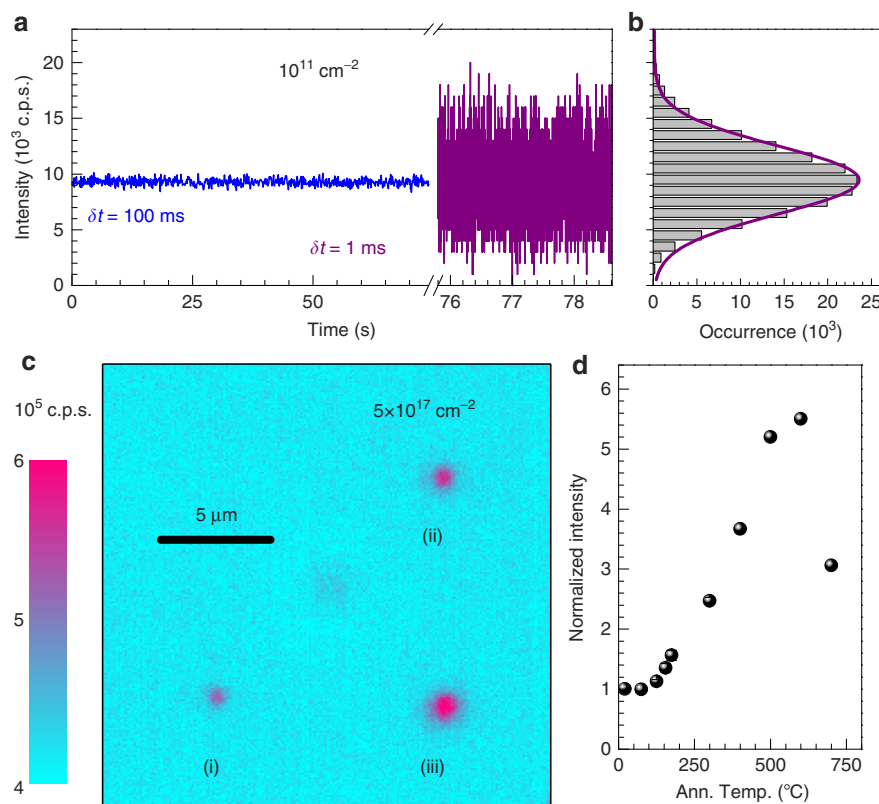 a
Intensity (10³ c.p.s.)
20
15
10
5
0
10¹¹ cm⁻²
δt = 100 ms
δt = 1 ms
0 25 50 76 77 78
Time (s)
b
0 5 10 15 20 25
Occurrence (10³)
c
10⁵ c.p.s.
6
5
4
5×10¹⁷ cm⁻²
5 μm
(ii)
(i)
(iii)
d
Normalized intensity
6
5
4
3
2
1
0
0 250 500 750
Ann. Temp. (°C)